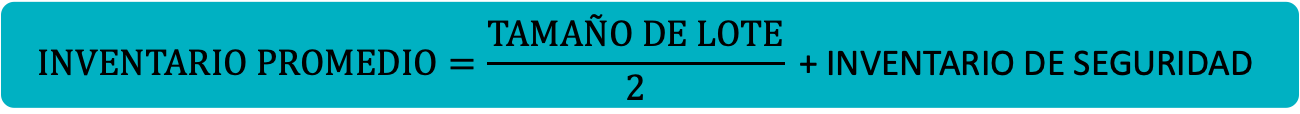 INVENTARIO PROMEDIO = TAMAÑO DE LOTE / 2 + INVENTARIO DE SEGURIDAD